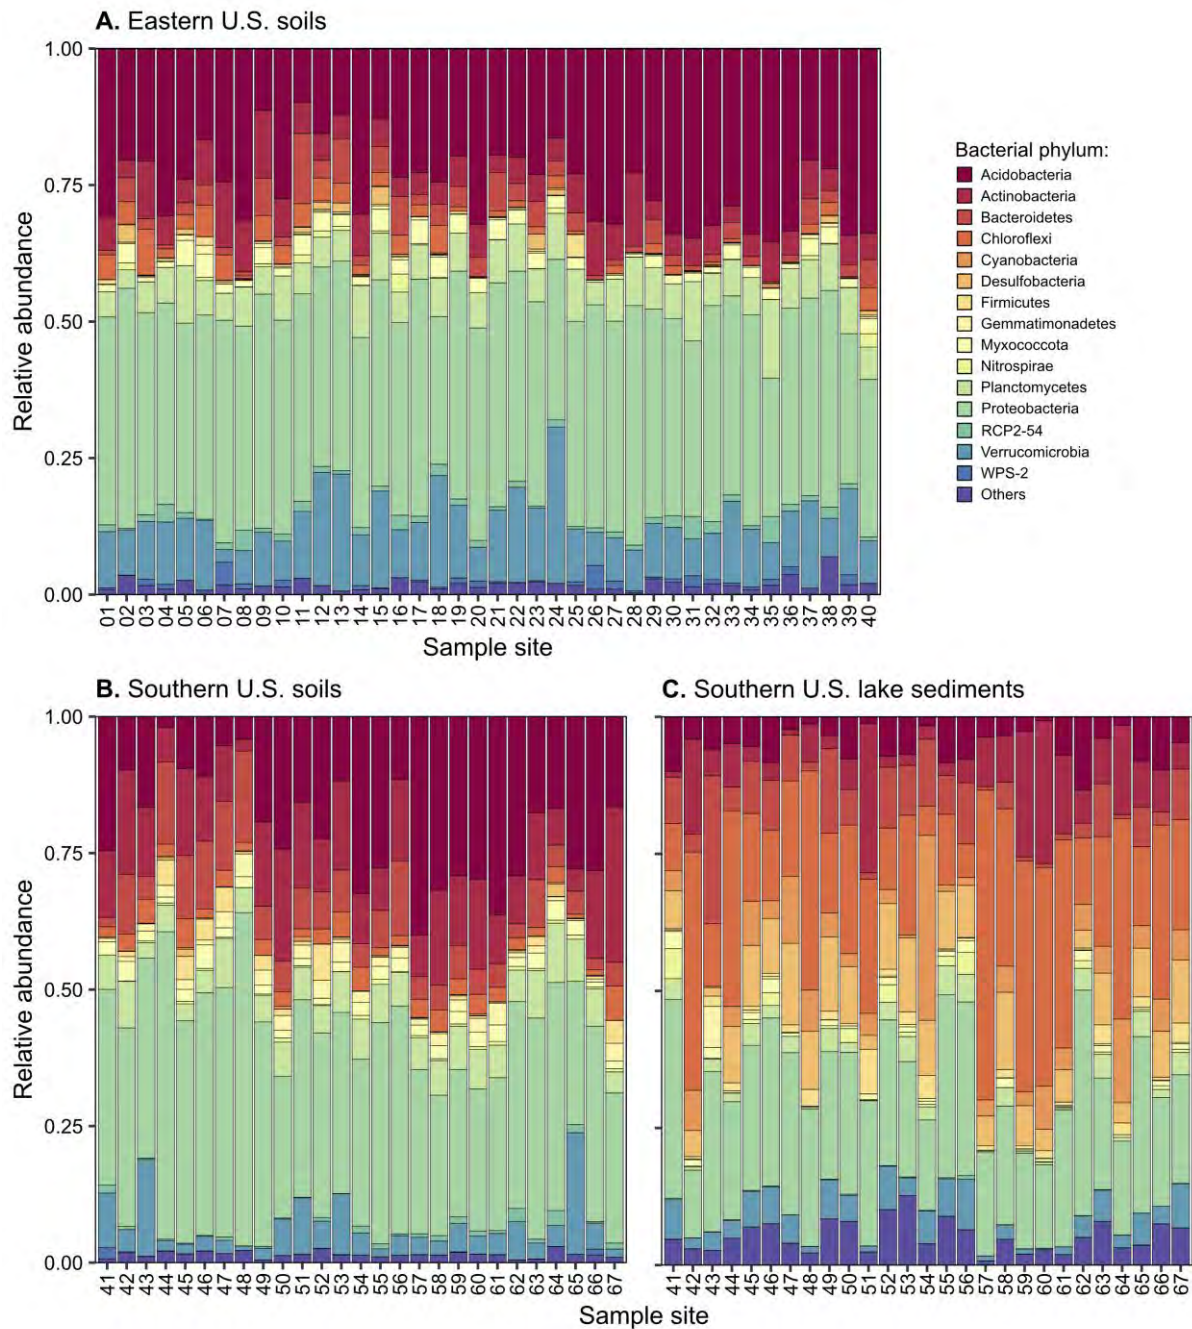 A. Eastern U.S. soils
1.00
0.75
0.50
0.25
0.00
Relative abundance
01 02 03 04 05 06 07 08 09 10 11 12 13 14 15 16 17 18 19 20 21 22 23 24 25 26 27 28 29 30 31 32 33 34 35 36 37 38 39 40
Sample site
Bacterial phylum:
Acidobacteria
Actinobacteria
Bacteroidetes
Chloroflexi
Cyanobacteria
Desulfobacteria
Firmicutes
Gemmatimonadetes
Myxococcota
Nitrospirae
Planctomycetes
Proteobacteria
RCP2-54
Verrucomicrobia
WPS-2
Others
B. Southern U.S. soils
1.00
0.75
0.50
0.25
0.00
Relative abundance
41 42 43 44 45 46 47 48 49 50 51 52 53 54 55 56 57 58 59 60 61 62 63 64 65 66 67
C. Southern U.S. lake sediments
41 42 43 44 45 46 47 48 49 50 51 52 53 54 55 66 57 58 59 60 61 62 63 64 65 66 67
Sample site